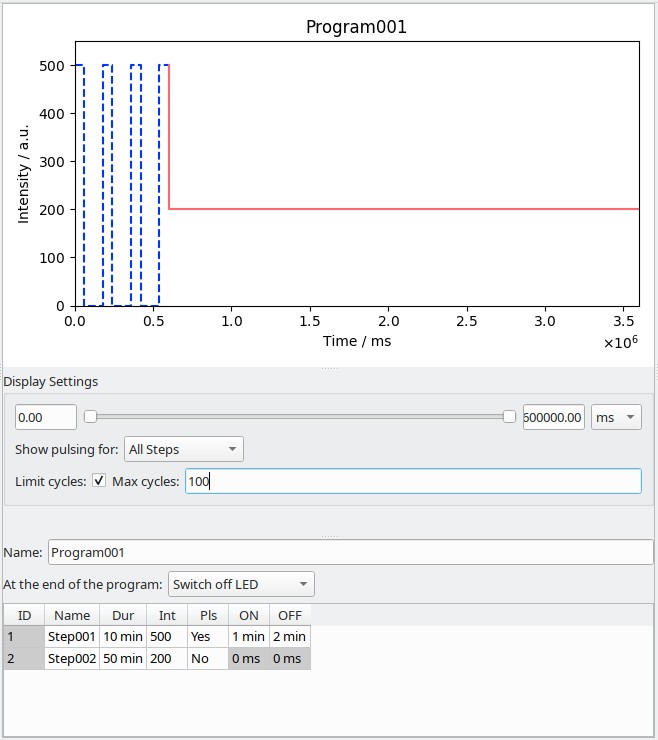 Program001
500
400
300
200
100
0
Intensity / a.u.
0.0 0.5 1.0 1.5 2.0 2.5 3.0 3.5
Time / ms
×10⁶
Display Settings
0.00 600000.00 ms
Show pulsing for: All Steps
Limit cycles: Max cycles: 100
Name: Program001
At the end of the program: Switch off LED
ID Name Dur Int Pls ON OFF
1 Step001 10 min 500 Yes 1 min 2 min
2 Step002 50 min 200 No 0 ms 0 ms